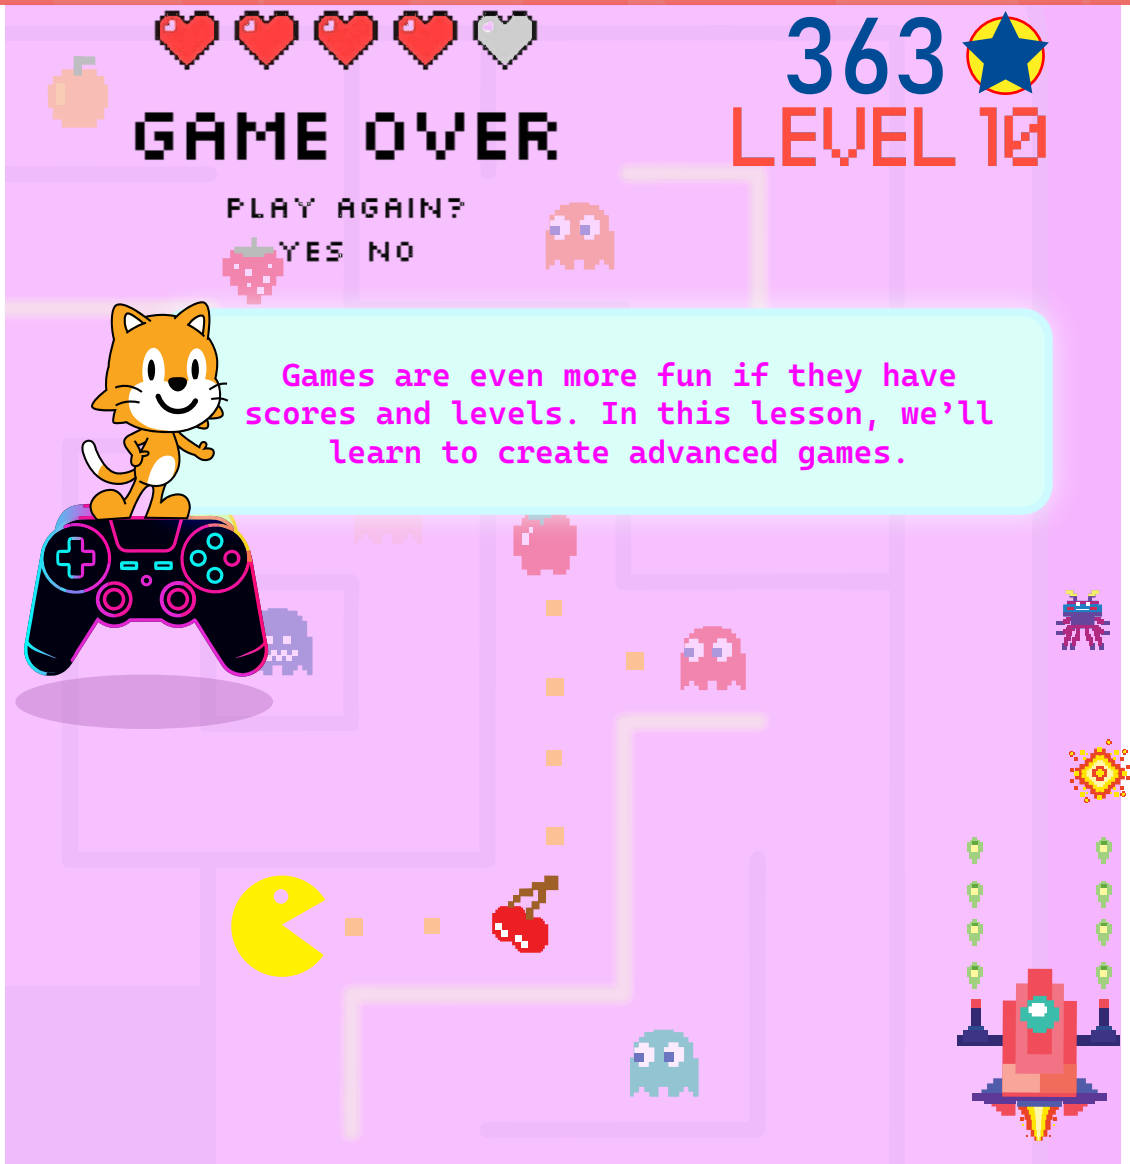 363
GAME OVER
LEVEL 10
PLAY AGAIN?
YES NO
Games are even more fun if they have
scores and levels. In this lesson, we’ll
learn to create advanced games.